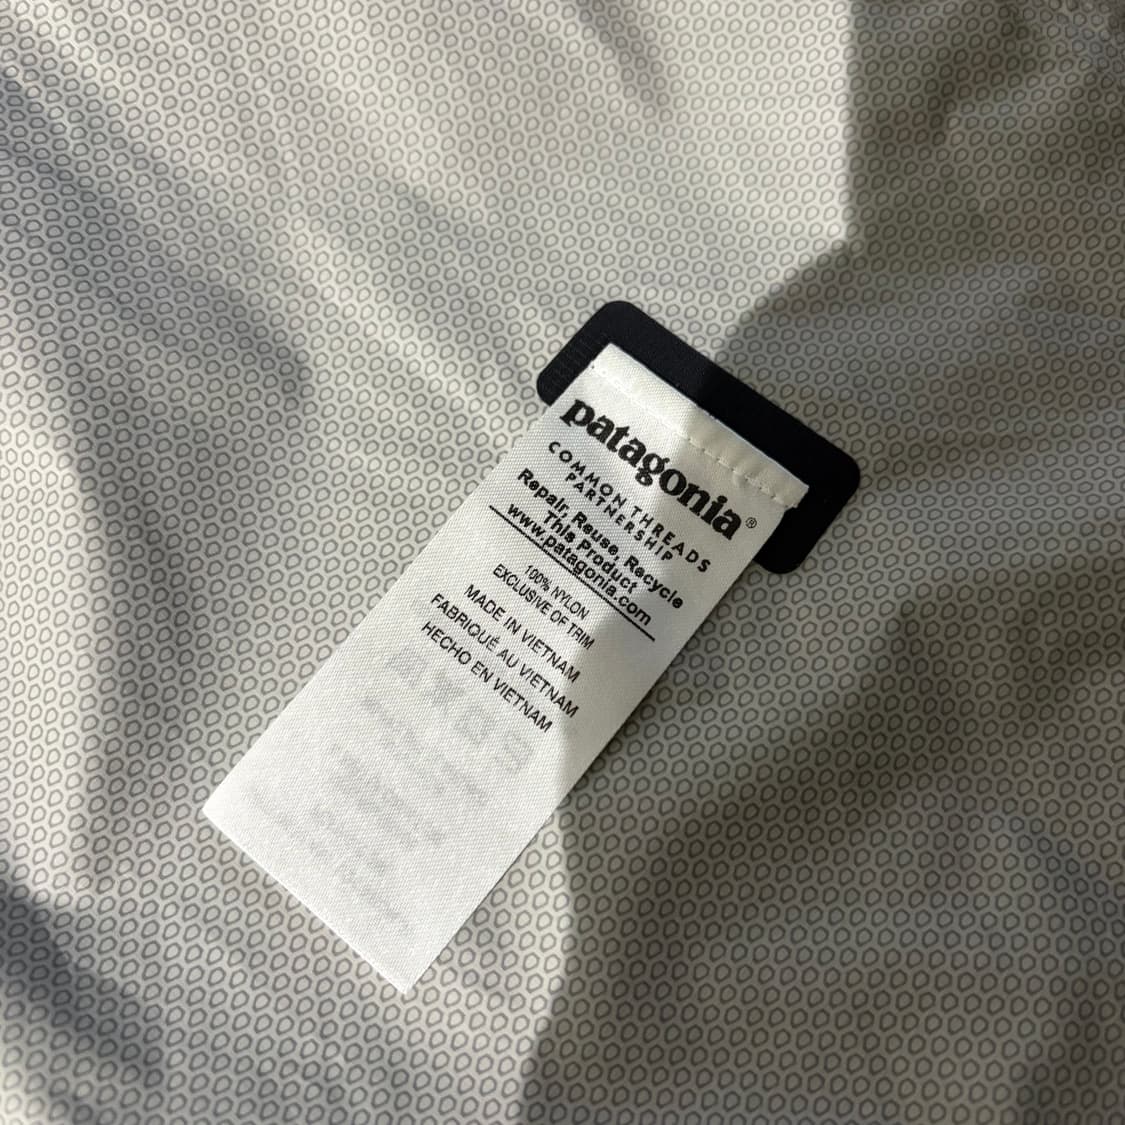 patagonia®
COMMON THREADS
PARTNERSHIP
Repair, Reuse, Recycle
This Product
www.patagonia.com
100% NYLON
EXCLUSIVE OF TRIM
MADE IN VIETNAM
FABRIQUÉ AU VIETNAM
HECHO EN VIETNAM